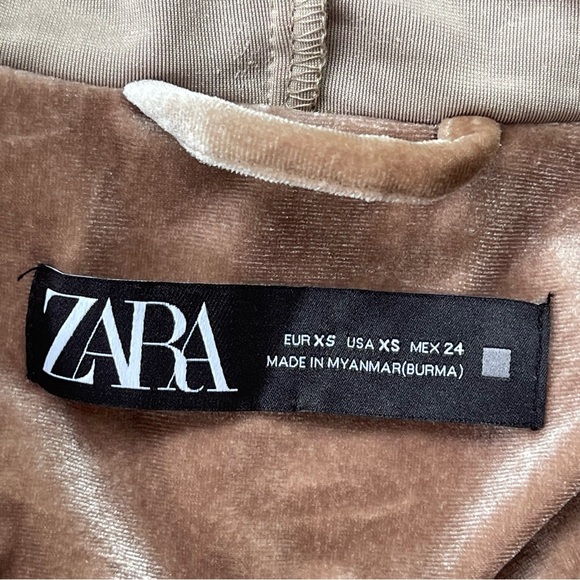 ZARA
EUR XS USA XS MEX 24
MADE IN MYANMAR(BURMA)